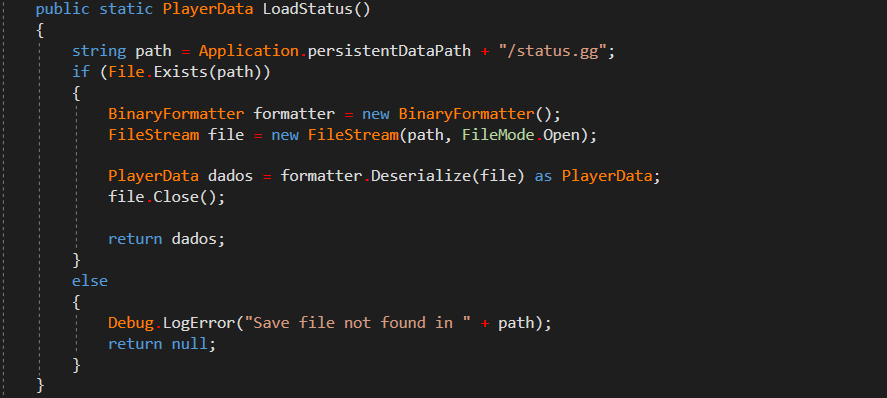 public static PlayerData LoadStatus()
{
string path = Application.persistentDataPath + "/status.gg";
if (File.Exists(path))
{
BinaryFormatter formatter = new BinaryFormatter();
FileStream file = new FileStream(path, FileMode.Open);
PlayerData dados = formatter.Deserialize(file) as PlayerData;
file.Close();
return dados;
}
else
{
Debug.LogError("Save file not found in " + path);
return null;
}
}